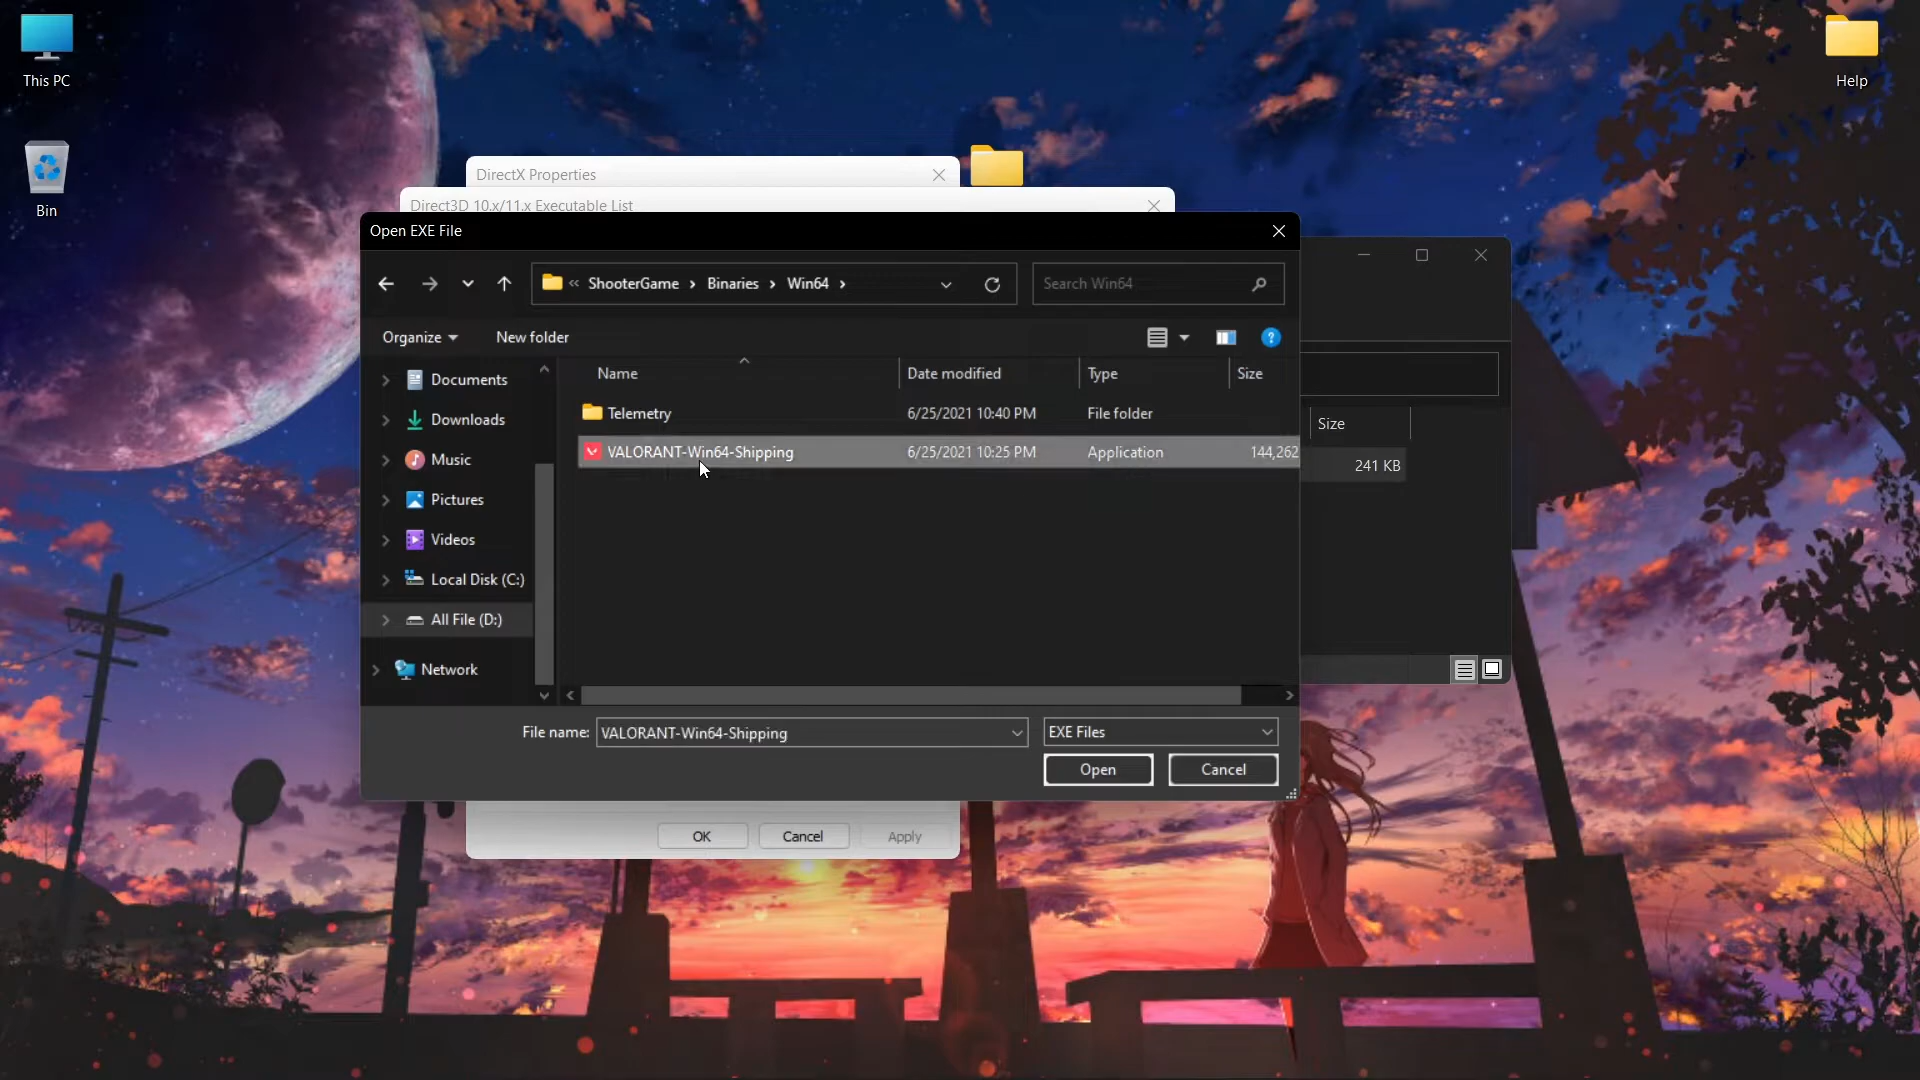 This PC
Help
Bin
DirectX Properties
Direct3D 10.x/11.x Executable List
Open EXE File
« ShooterGame › Binaries › Win64 ›
Search Win64
Organize
New folder
Name
Date modified
Type
Size
Size
Documents
Telemetry
6/25/2021 10:40 PM
File folder
Downloads
VALORANT-Win64-Shipping
6/25/2021 10:25 PM
Application
144,262
Music
241 KB
Pictures
Videos
Local Disk (C:)
All File (D:)
Network
File name:
VALORANT-Win64-Shipping
EXE Files
Open
Cancel
OK
Cancel
Apply